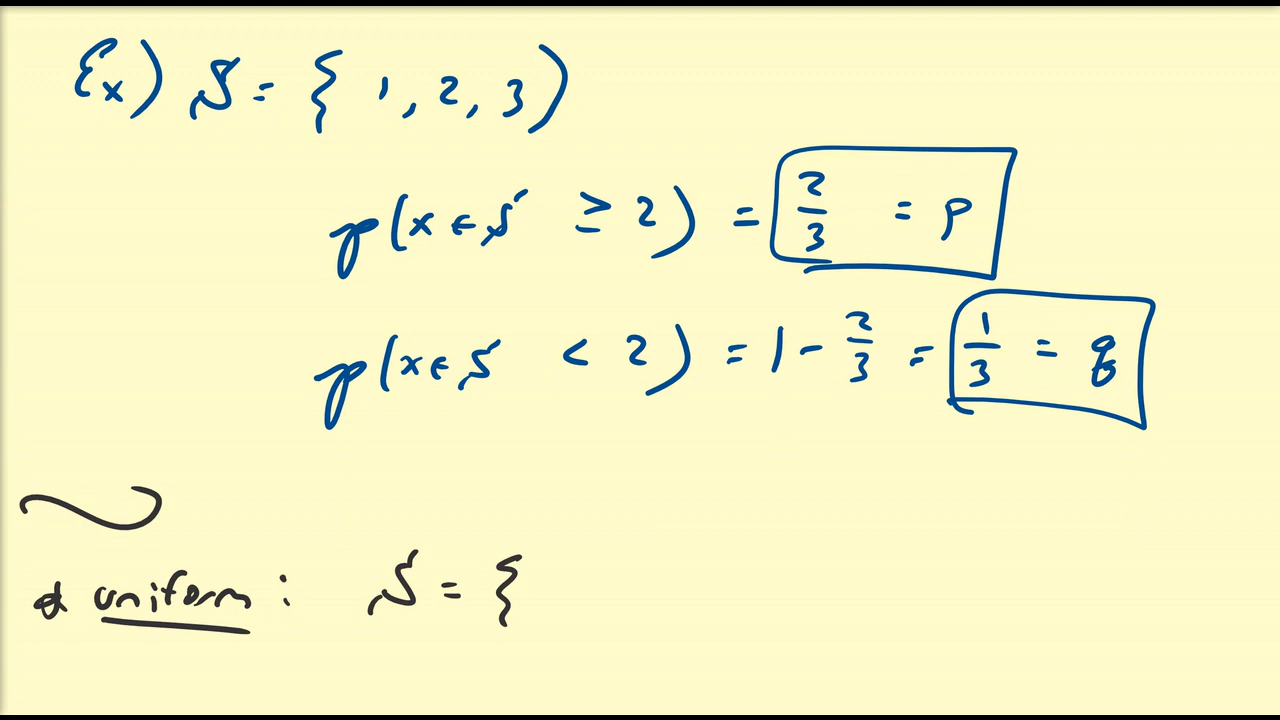 Ex) S = { 1, 2, 3 )
p(x ∈ S ≥ 2) = 2/3 = p
p(x ∈ S < 2) = 1 - 2/3 = 1/3 = q
* uniform : S = {